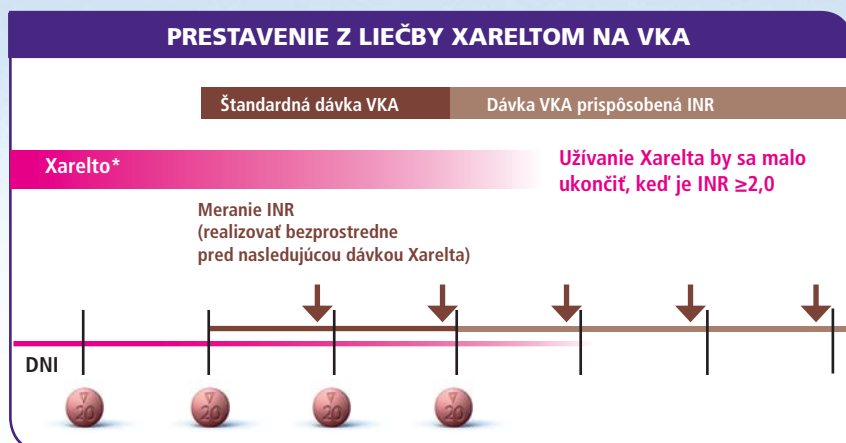 PRESTAVENIE Z LIEČBY XARELTOM NA VKA
Štandardná dávka VKA
Dávka VKA prispôsobená INR
Xarelto*
Užívanie Xarelta by sa malo
ukončiť, keď je INR ≥2,0
Meranie INR
(realizovať bezprostredne
pred nasledujúcou dávkou Xarelta)
DNI
20
20
20
20